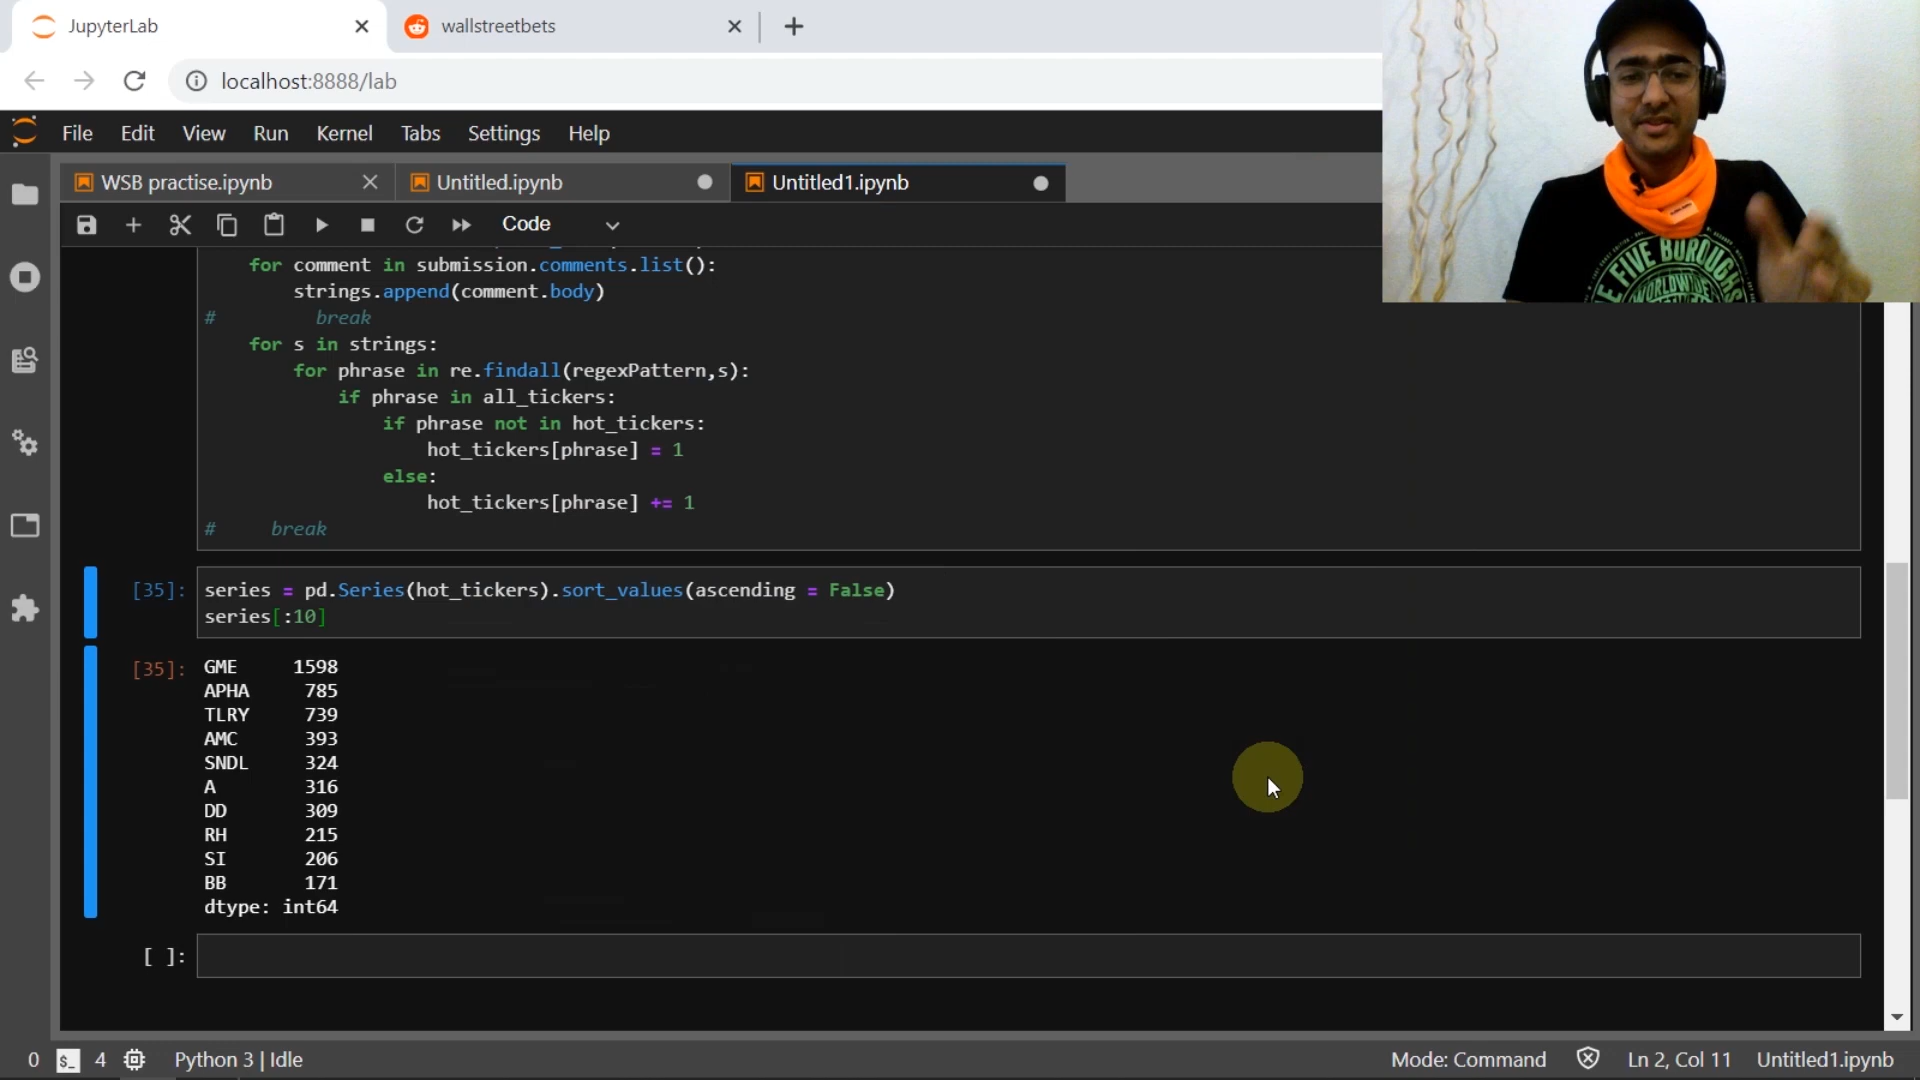 JupyterLab
wallstreetbets
localhost:8888/lab
File Edit View Run Kernel Tabs Settings Help
WSB practise.ipynb
Untitled.ipynb
Untitled1.ipynb
Code
for comment in submission.comments.list():
strings.append(comment.body)
# break
for s in strings:
for phrase in re.findall(regexPattern,s):
if phrase in all_tickers:
if phrase not in hot_tickers:
hot_tickers[phrase] = 1
else:
hot_tickers[phrase] += 1
# break
[35]: series = pd.Series(hot_tickers).sort_values(ascending = False)
series[:10]
[35]: GME 1598
APHA 785
TLRY 739
AMC 393
SNDL 324
A 316
DD 309
RH 215
SI 206
BB 171
dtype: int64
[ ]:
FIVE BOROUGHS
WORLDWIDE
0 $_ 4 Python 3 | Idle
Mode: Command Ln 2, Col 11 Untitled1.ipynb